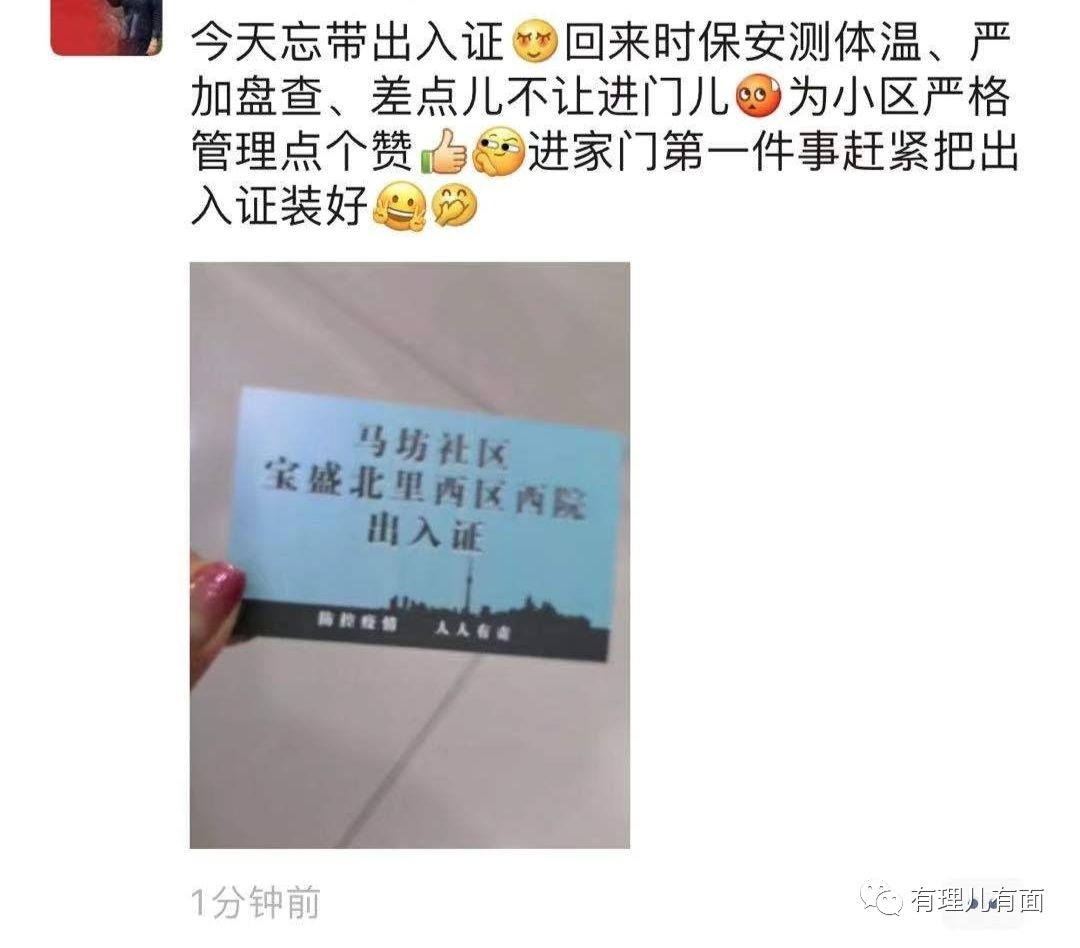 今天忘带出入证😌回来时保安测体温、严
加盘查、差点儿不让进门儿🤕为小区严格
管理点个赞👍🤭进家门第一件事赶紧把出
入证装好🤗🤭
马坊社区
宝盛北里西区西院
出入证
防控疫情 人人有责
1分钟前
有理儿有面